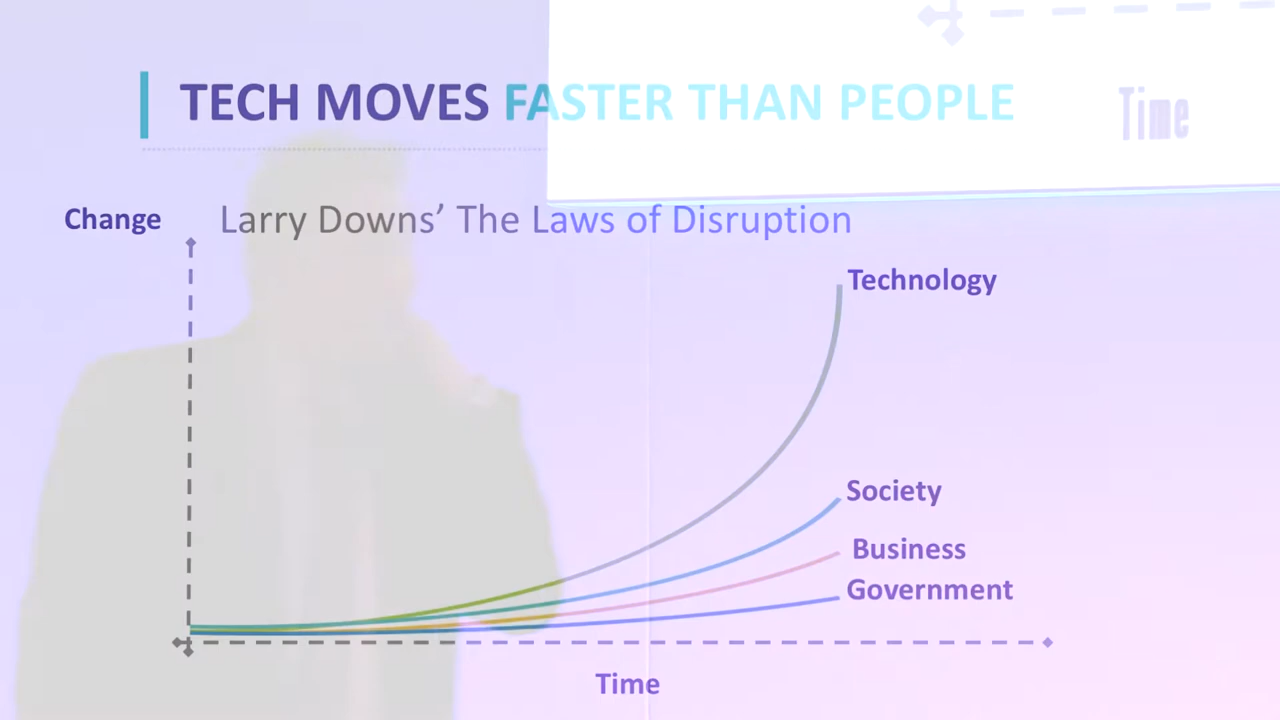 TECH MOVES FASTER THAN PEOPLE
Time
Change
Larry Downs’ The Laws of Disruption
Technology
Society
Business
Government
Time